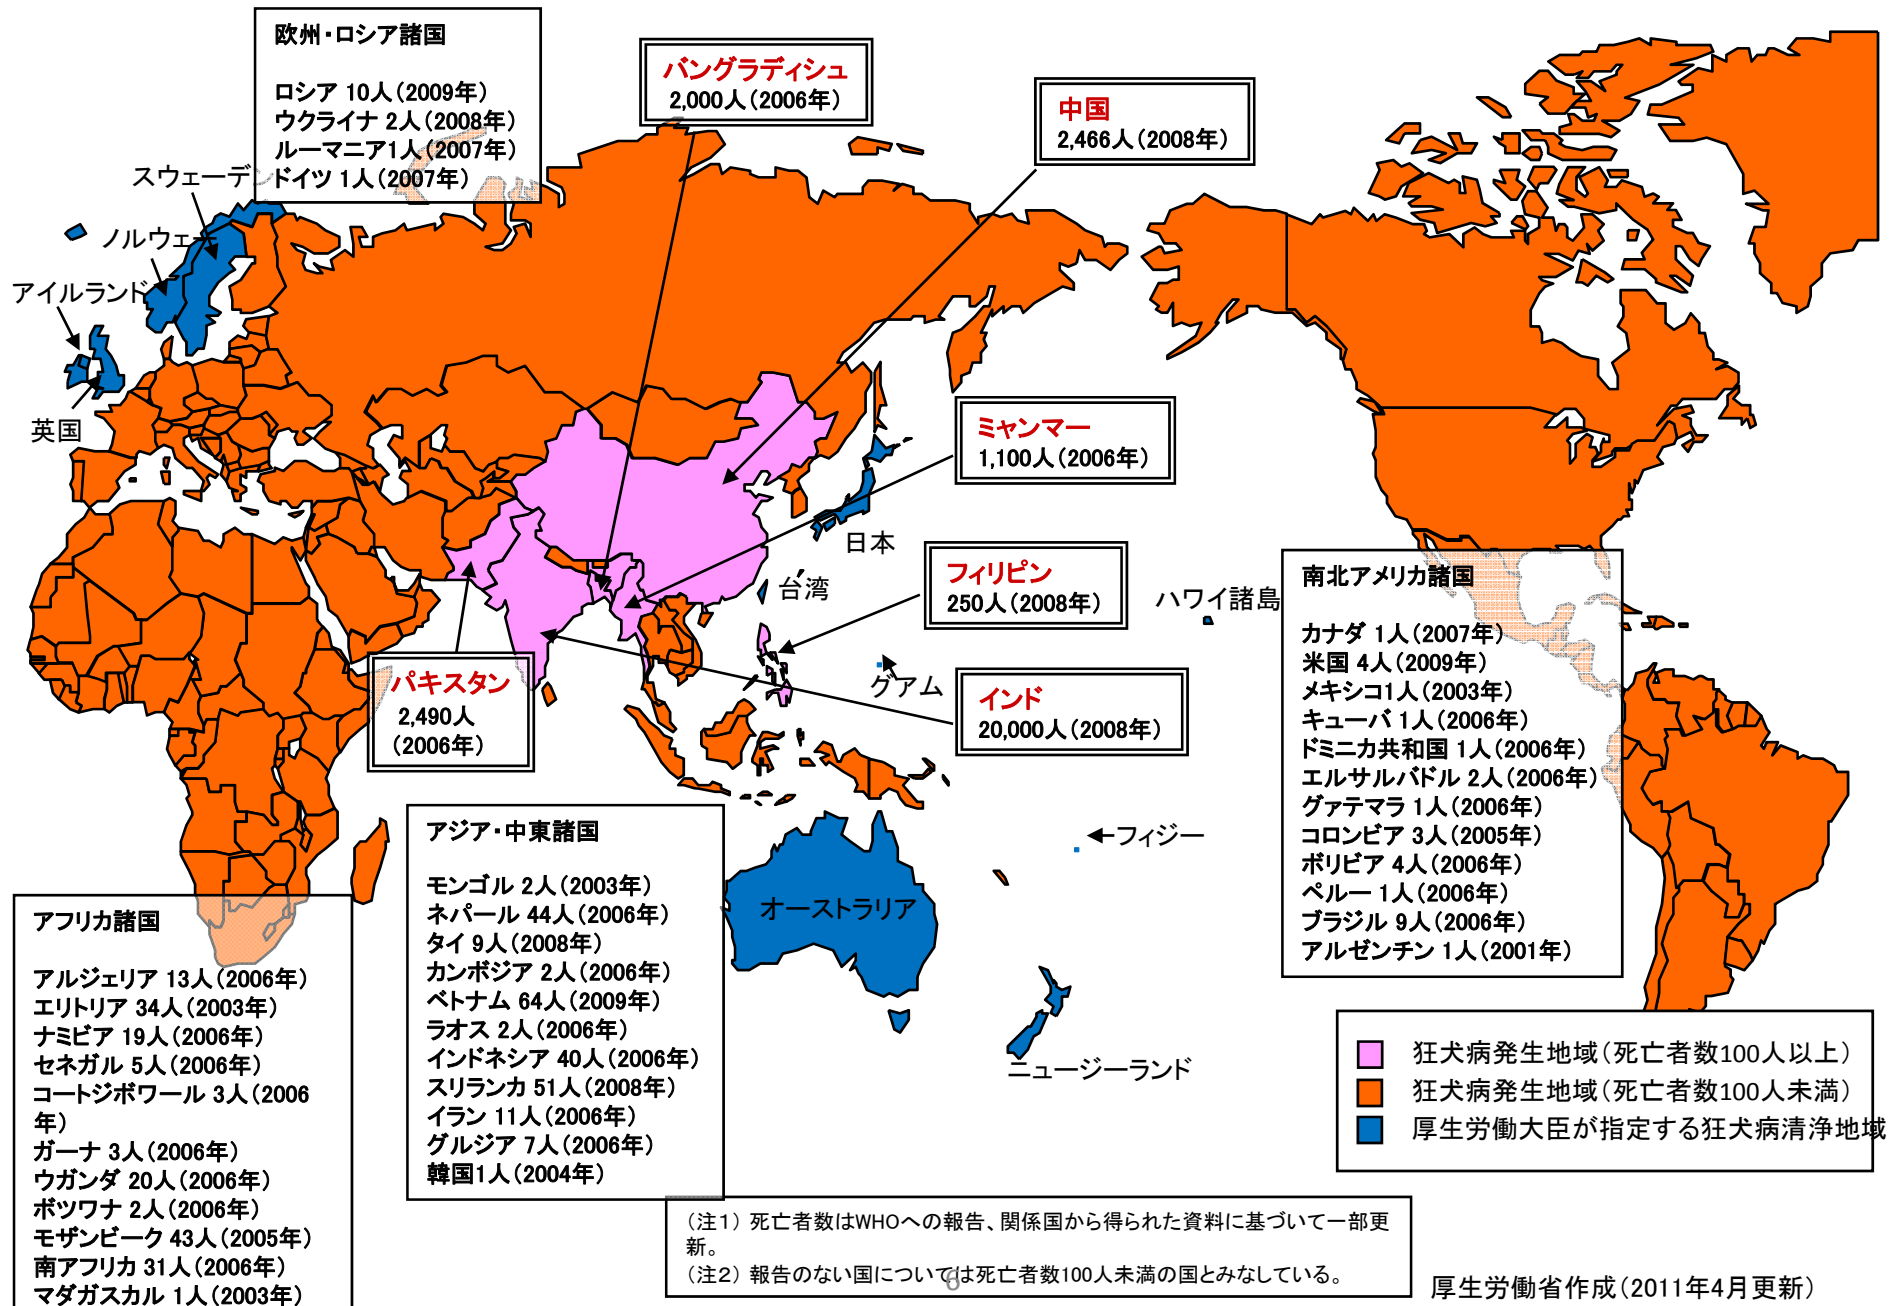 欧州・ロシア諸国
ロシア 10人（2009年）
ウクライナ 2人（2008年）
ルーマニア1人（2007年）
ドイツ 1人（2007年）
バングラディシュ
2,000人（2006年）
中国
2,466人（2008年）
スウェーデン
ノルウェー
アイルランド
英国
ミャンマー
1,100人（2006年）
日本
台湾
フィリピン
250人（2008年）
ハワイ諸島
グアム
パキスタン
2,490人
（2006年）
インド
20,000人（2008年）
フィジー
オーストラリア
ニュージーランド
南北アメリカ諸国
カナダ 1人（2007年）
米国 4人（2009年）
メキシコ1人（2003年）
キューバ 1人（2006年）
ドミニカ共和国 1人（2006年）
エルサルバドル 2人（2006年）
グァテマラ 1人（2006年）
コロンビア 3人（2005年）
ボリビア 4人（2006年）
ペルー 1人（2006年）
ブラジル 9人（2006年）
アルゼンチン 1人（2001年）
アジア・中東諸国
モンゴル 2人（2003年）
ネパール 44人（2006年）
タイ 9人（2008年）
カンボジア 2人（2006年）
ベトナム 64人（2009年）
ラオス 2人（2006年）
インドネシア 40人（2006年）
スリランカ 51人（2008年）
イラン 11人（2006年）
グルジア 7人（2006年）
韓国1人（2004年）
アフリカ諸国
アルジェリア 13人（2006年）
エリトリア 34人（2003年）
ナミビア 19人（2006年）
セネガル 5人（2006年）
コートジボワール 3人（2006
年）
ガーナ 3人（2006年）
ウガンダ 20人（2006年）
ボツワナ 2人（2006年）
モザンビーク 43人（2005年）
南アフリカ 31人（2006年）
マダガスカル 1人（2003年）
狂犬病発生地域（死亡者数100人以上）
狂犬病発生地域（死亡者数100人未満）
厚生労働大臣が指定する狂犬病清浄地域
（注１） 死亡者数はWHOへの報告、関係国から得られた資料に基づいて一部更
新。
（注２） 報告のない国については死亡者数100人未満の国とみなしている。
6
厚生労働省作成（2011年4月更新）